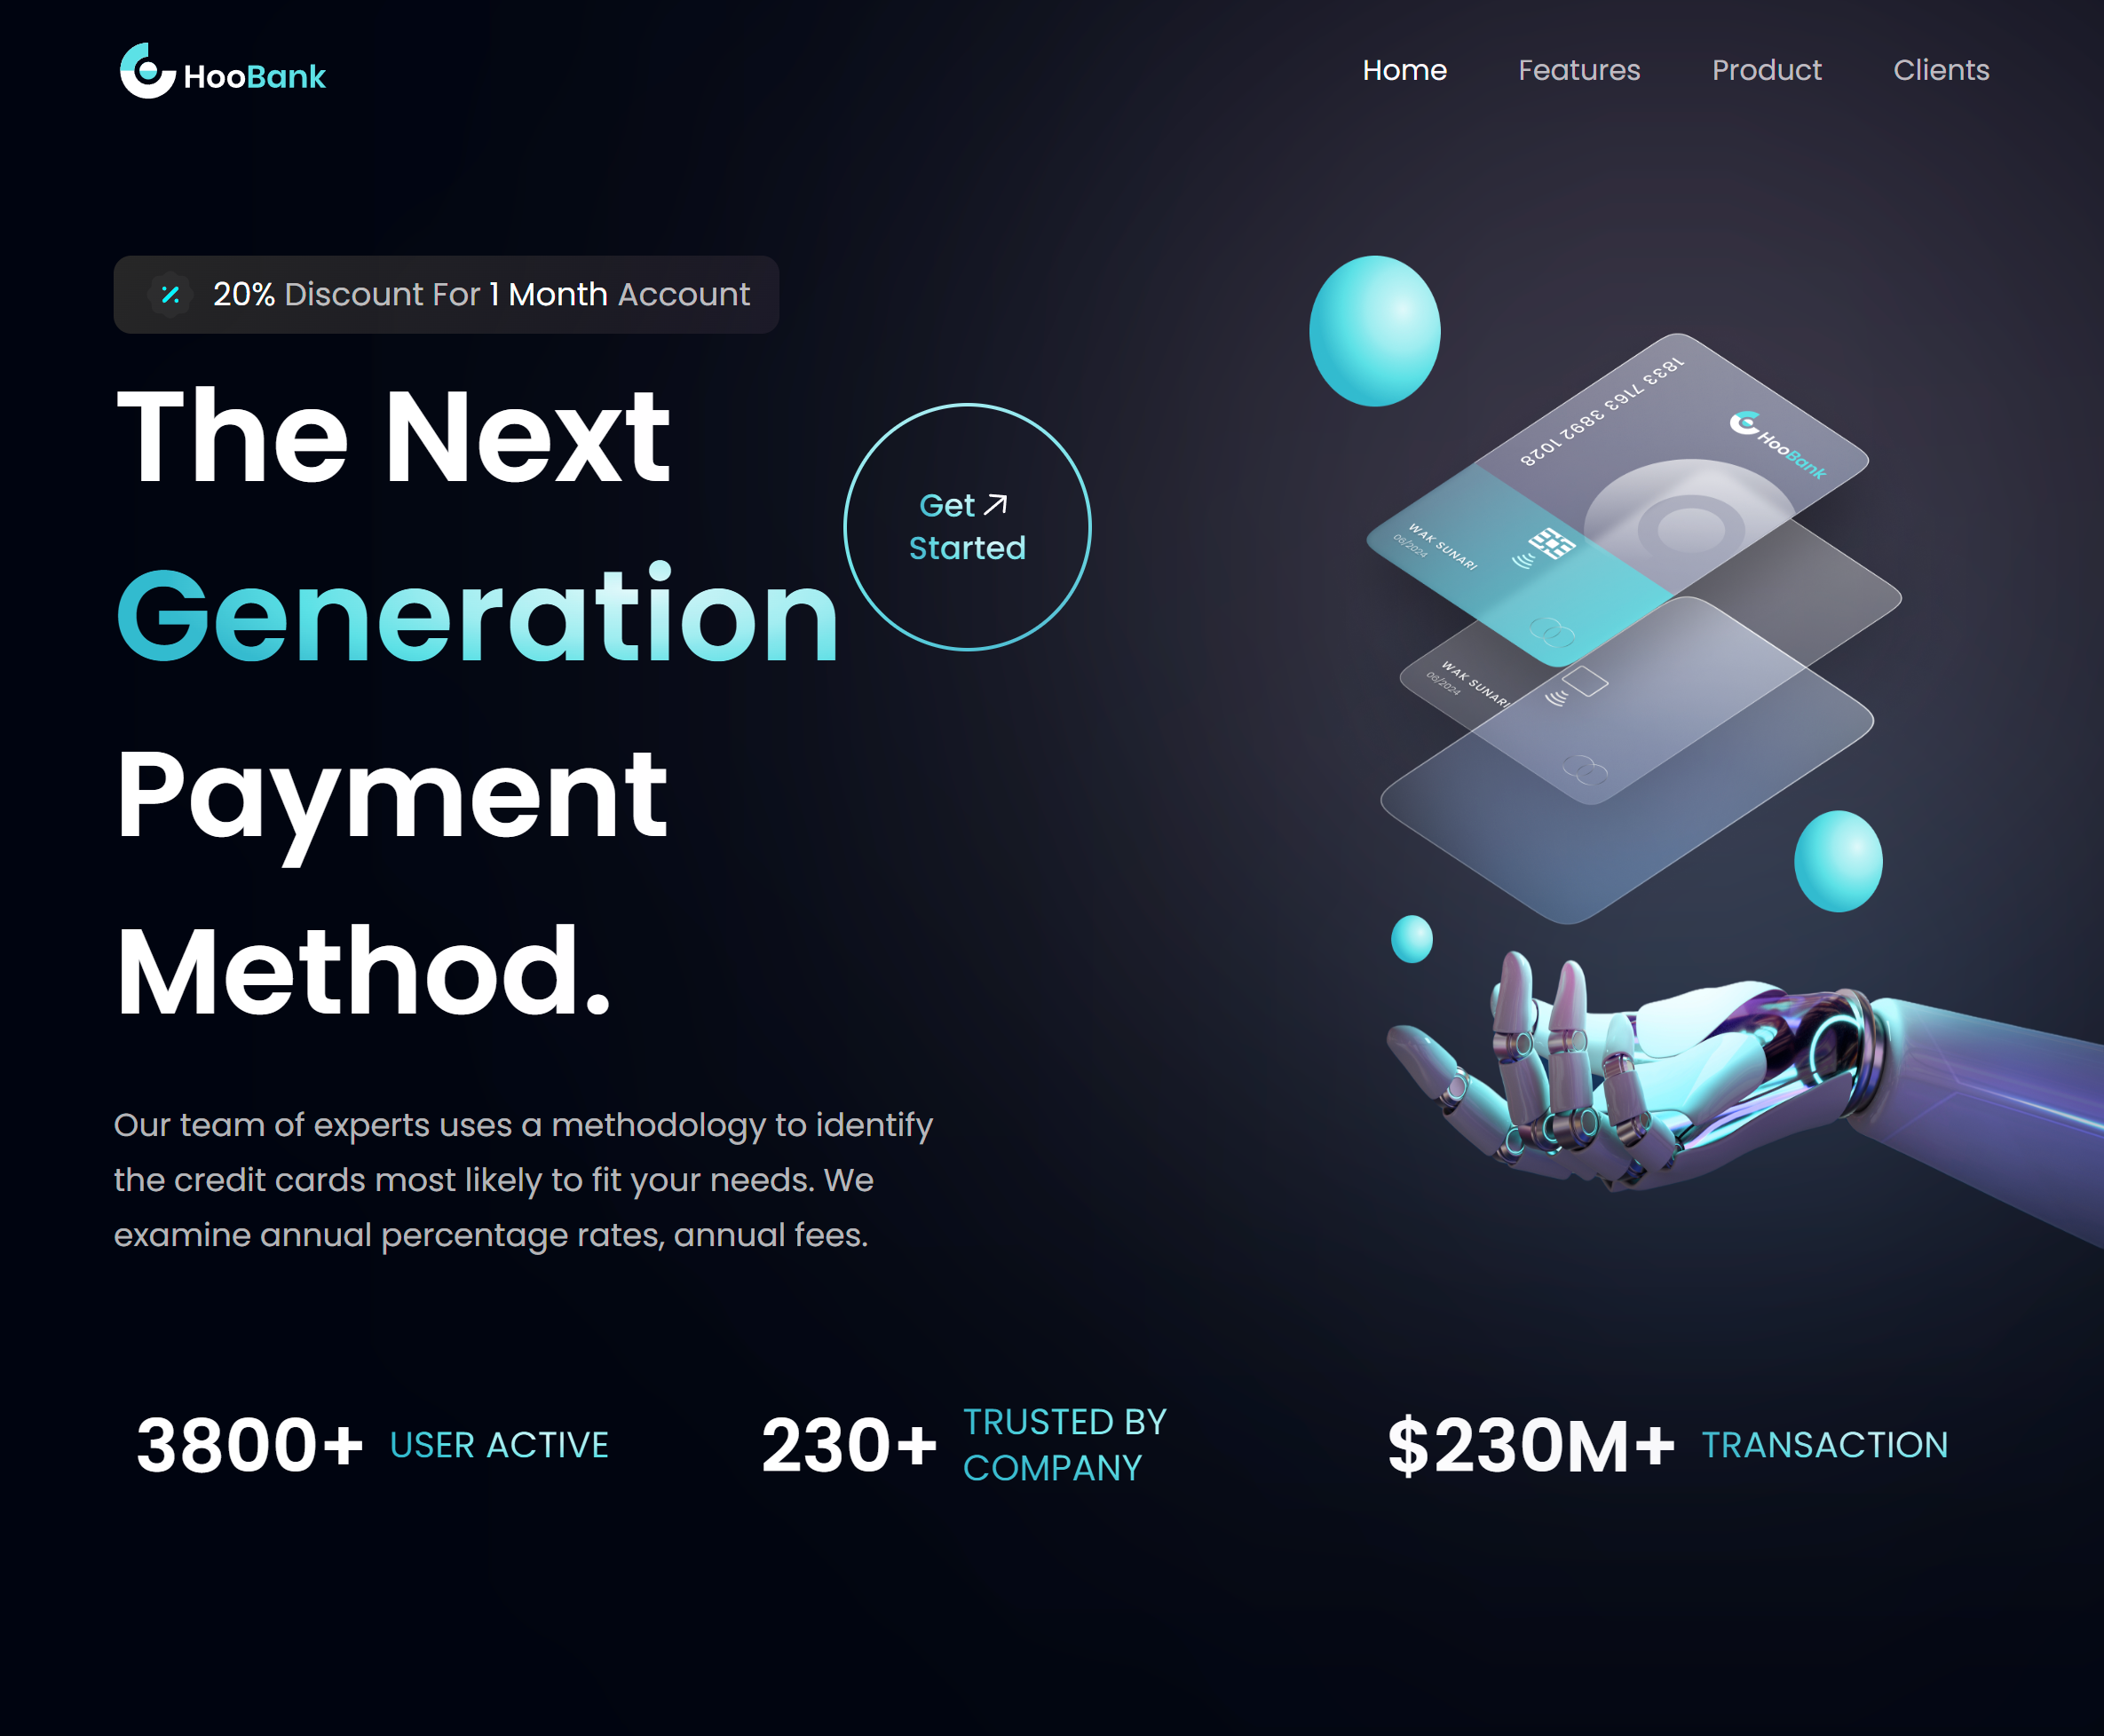 HooBank
Home
Features
Product
Clients
20% Discount For 1 Month Account
The Next
Generation
Payment
Method.
Get
Started
1833 7163 3892 1028
HooBank
WAK SUNARI
06/2024
WAK SUNARI
06/2024
Our team of experts uses a methodology to identify
the credit cards most likely to fit your needs. We
examine annual percentage rates, annual fees.
3800+ USER ACTIVE
230+ TRUSTED BY
COMPANY
$230M+ TRANSACTION